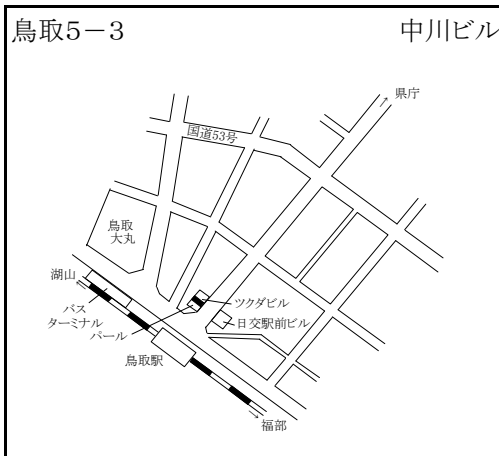 鳥取5－3
中川ビル
県庁
国道53号
鳥取
大丸
湖山
バス
ターミナル
パール
鳥取駅
ツクダビル
日交駅前ビル
福部